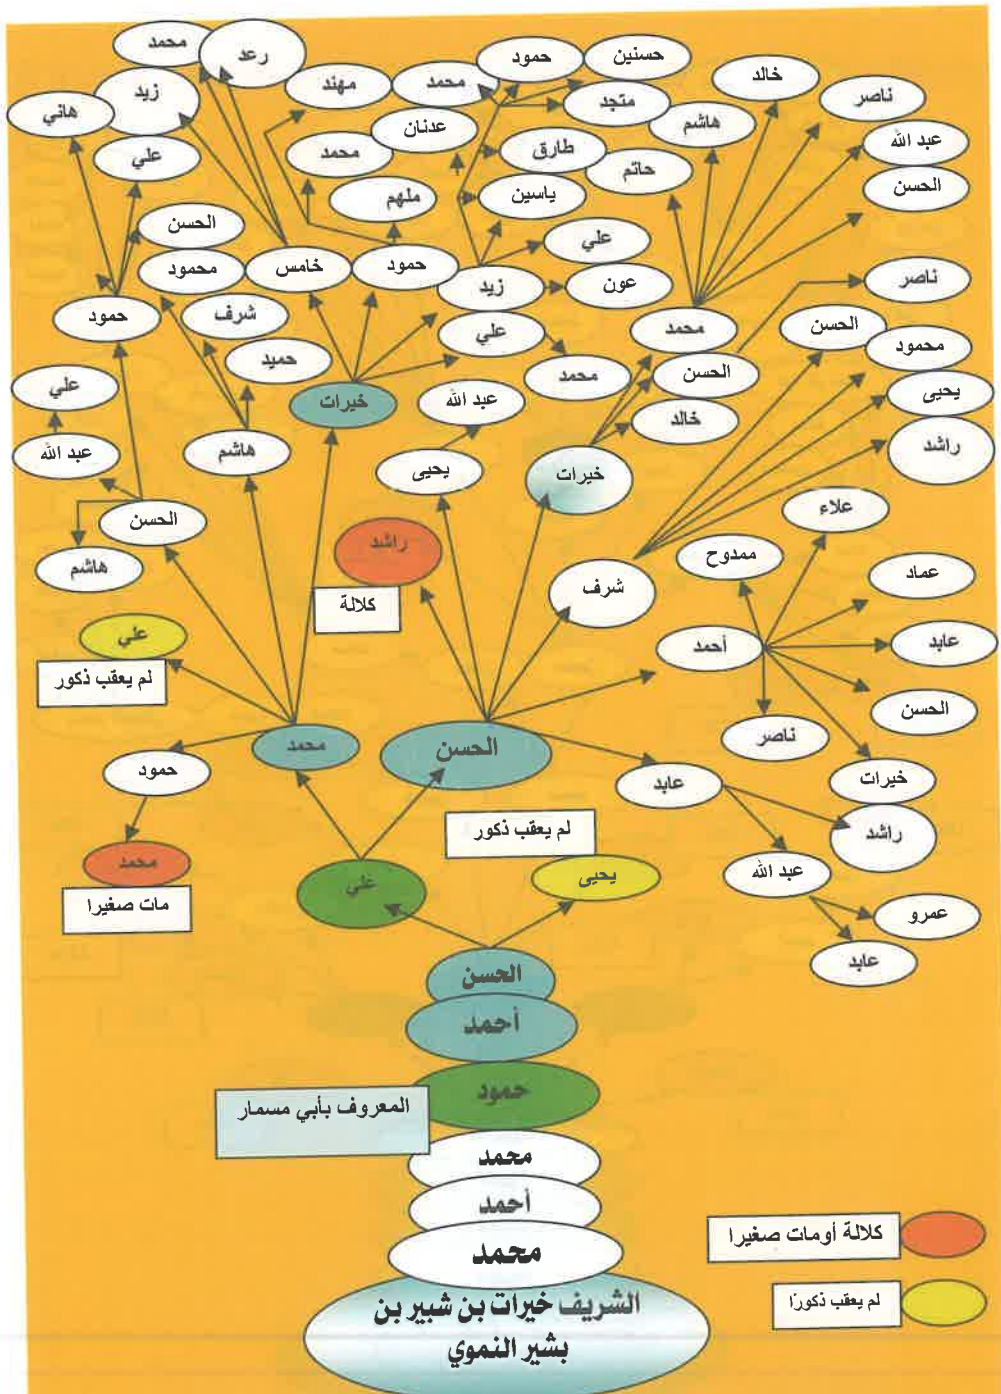 محمد
رعد
هاني
زيد
علي
مهند
محمد
حمود
حسنين
متجد
خالد
ناصر
عبد الله
الحسن
هاشم
حاتم
عدنان
طارق
ياسين
محمد
ملهم
الحسن
محمود
خامس
حمود
زيد
علي
عون
ناصر
حمود
شرف
حميد
علي
محمد
محمد
الحسن
خالد
الحسن
محمود
يحيى
راشد
علي
عبد الله
هاشم
خيرات
عبد الله
يحيى
خيرات
الحسن
هاشم
راشد
كلالة
شرف
علاء
ممدوح
عماد
أحمد
عابد
الحسن
ناصر
خيرات
علي
لم يعقب ذكور
محمد
الحسن
حمود
عابد
راشد
محمد
مات صغيرا
لم يعقب ذكور
علي
يحيى
عبد الله
عمرو
عابد
الحسن
أحمد
حمود
المعروف بأبي مسمار
محمد
أحمد
محمد
الشريف خيرات بن شبير بن
بشير النموي
كلالة أومات صغيرا
لم يعقب ذكورًا